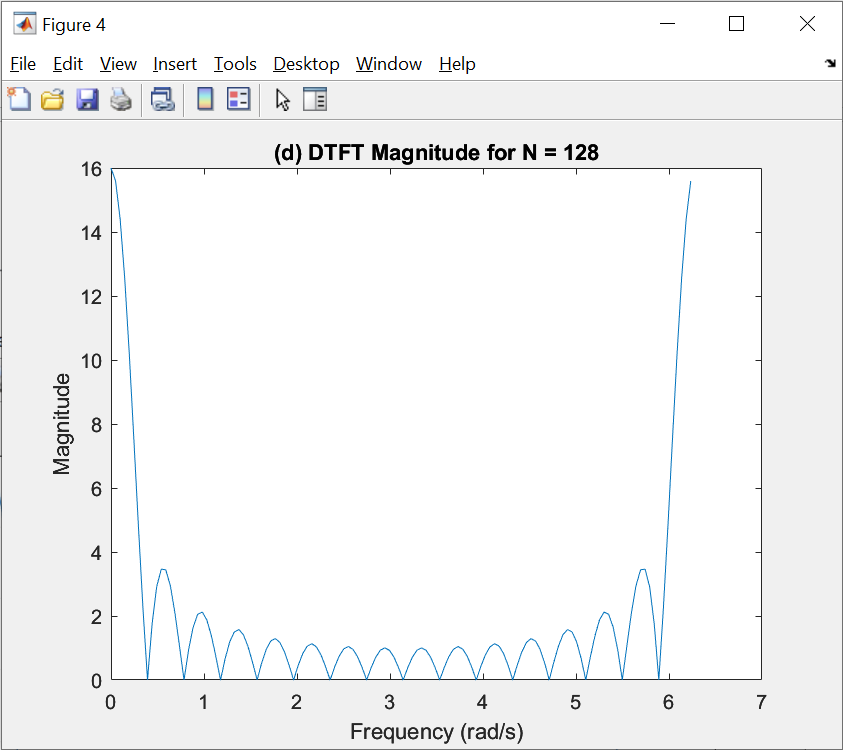 Figure 4
File Edit View Insert Tools Desktop Window Help
(d) DTFT Magnitude for N = 128
16
14
12
10
8
6
4
2
0
Magnitude
0 1 2 3 4 5 6 7
Frequency (rad/s)